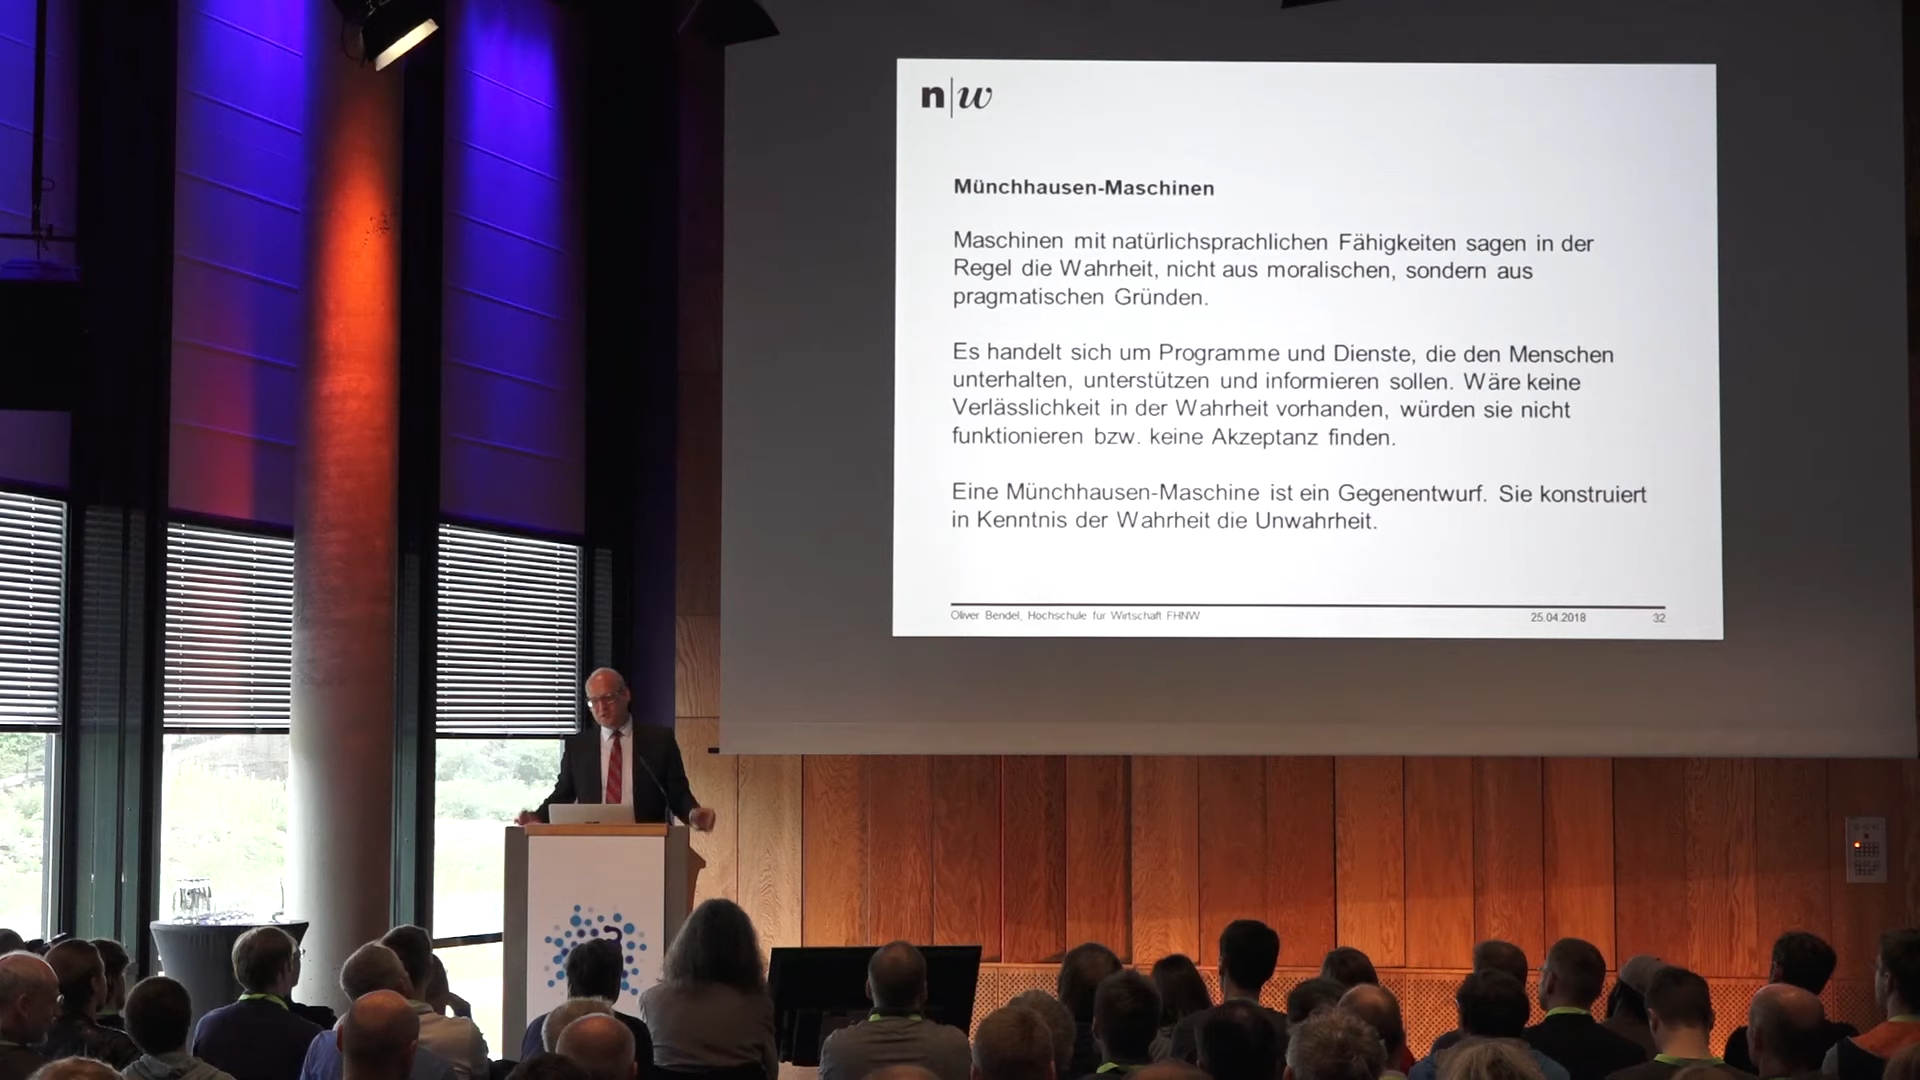 n|w
Münchhausen-Maschinen
Maschinen mit natürlichsprachlichen Fähigkeiten sagen in der
Regel die Wahrheit, nicht aus moralischen, sondern aus
pragmatischen Gründen.
Es handelt sich um Programme und Dienste, die den Menschen
unterhalten, unterstützen und informieren sollen. Wäre keine
Verlässlichkeit in der Wahrheit vorhanden, würden sie nicht
funktionieren bzw. keine Akzeptanz finden.
Eine Münchhausen-Maschine ist ein Gegenentwurf. Sie konstruiert
in Kenntnis der Wahrheit die Unwahrheit.
Oliver Bendel, Hochschule für Wirtschaft FHNW 25.04.2018 32